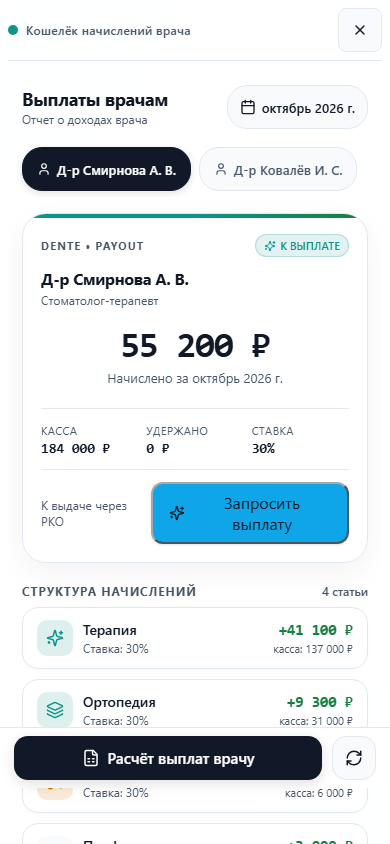 Кошелёк начислений врача
Выплаты врачам
Отчет о доходах врача
октябрь 2026 г.
Д-р Смирнова А. В.
Д-р Ковалёв И. С.
DENTE • PAYOUT
К ВЫПЛАТЕ
Д-р Смирнова А. В.
Стоматолог-терапевт
55 200 ₽
Начислено за октябрь 2026 г.
КАССА УДЕРЖАНО СТАВКА
184 000 ₽ 0 ₽ 30%
К выдаче через
РКО
Запросить
выплату
СТРУКТУРА НАЧИСЛЕНИЙ 4 статьи
Терапия +41 100 ₽
Ставка: 30% касса: 137 000 ₽
Ортопедия +9 300 ₽
Ставка: 30% касса: 31 000 ₽
Расчёт выплат врачу
Ставка: 30% касса: 6 000 ₽